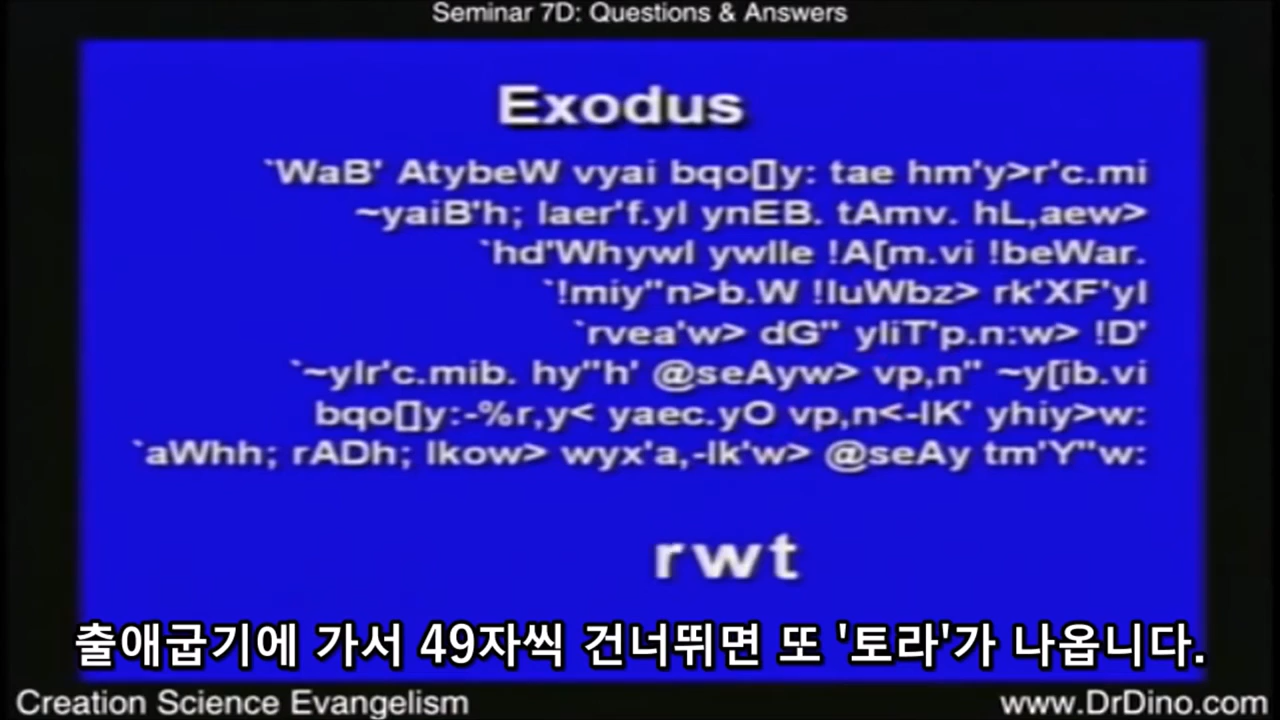 Seminar 7D: Questions & Answers
Exodus
`WaB' AtybeW vyai bqo[]y: tae hm'y>r'c.mi
~yaiB'h; laer'f.yI ynEB. tAmv. hL,aew>
`hd'Whywl ywIle !A[m.vi !beWar.
`!miy"n>b.W !luWbz> rk'XF'yI
`rvea'w> dG" yliT'p.n:w> !D'
`~ylr'c.mib. hy"h' @seAyw> vp,n" ~y[ib.vi
bqo[]y:-%r,y< yaec.yO vp,n<-lK' yhiy>w:
`aWhh; rADh; lkow> wyx'a,-lk'w> @seAy tm'Y"w:
rwt
출애굽기에 가서 49자씩 건너뛰면 또 '토라'가 나옵니다.
Creation Science Evangelism
www.DrDino.com